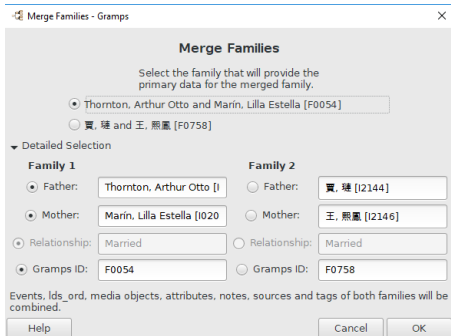 Merge Families - Gramps
Merge Families
Select the family that will provide the
primary data for the merged family.
Thornton, Arthur Otto and Marín, Lilla Estella [F0054]
賈, 璉 and 王, 熙鳳 [F0758]
Detailed Selection
Family 1 Family 2
Father: Thornton, Arthur Otto [I Father: 賈, 璉 [I2144]
Mother: Marín, Lilla Estella [I020 Mother: 王, 熙鳳 [I2146]
Relationship: Married Relationship: Married
Gramps ID: F0054 Gramps ID: F0758
Events, lds_ord, media objects, attributes, notes, sources and tags of both families will be
combined.
Help Cancel OK